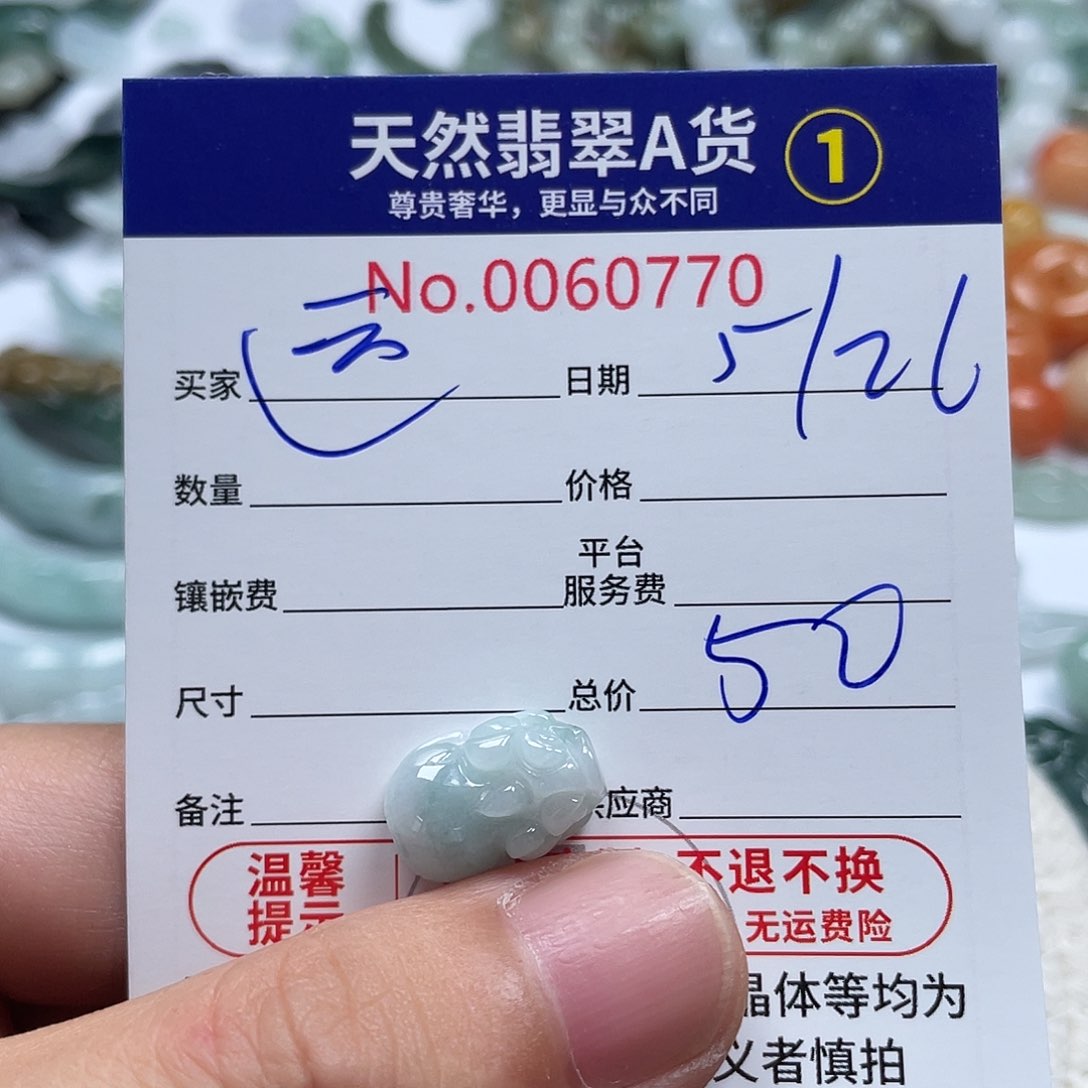 天然翡翠A货 1
尊贵奢华，更显与众不同
No.0060770
买家 运 日期 5/26
数量 价格
镶嵌费 平台服务费
尺寸 总价 50
备注 应商
温馨 不退不换
提示 无运费险
晶体等均为
义者慎拍